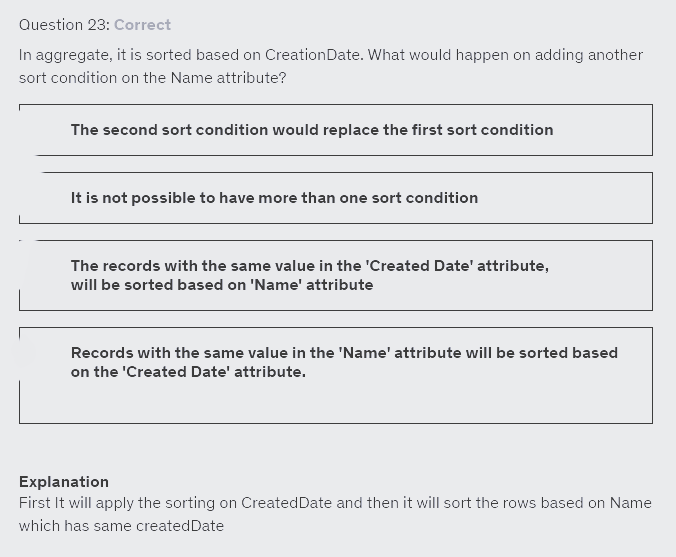 Question 23: Correct
In aggregate, it is sorted based on CreationDate. What would happen on adding another
sort condition on the Name attribute?
The second sort condition would replace the first sort condition
It is not possible to have more than one sort condition
The records with the same value in the 'Created Date' attribute,
will be sorted based on 'Name' attribute
Records with the same value in the 'Name' attribute will be sorted based
on the 'Created Date' attribute.
Explanation
First It will apply the sorting on CreatedDate and then it will sort the rows based on Name
which has same createdDate